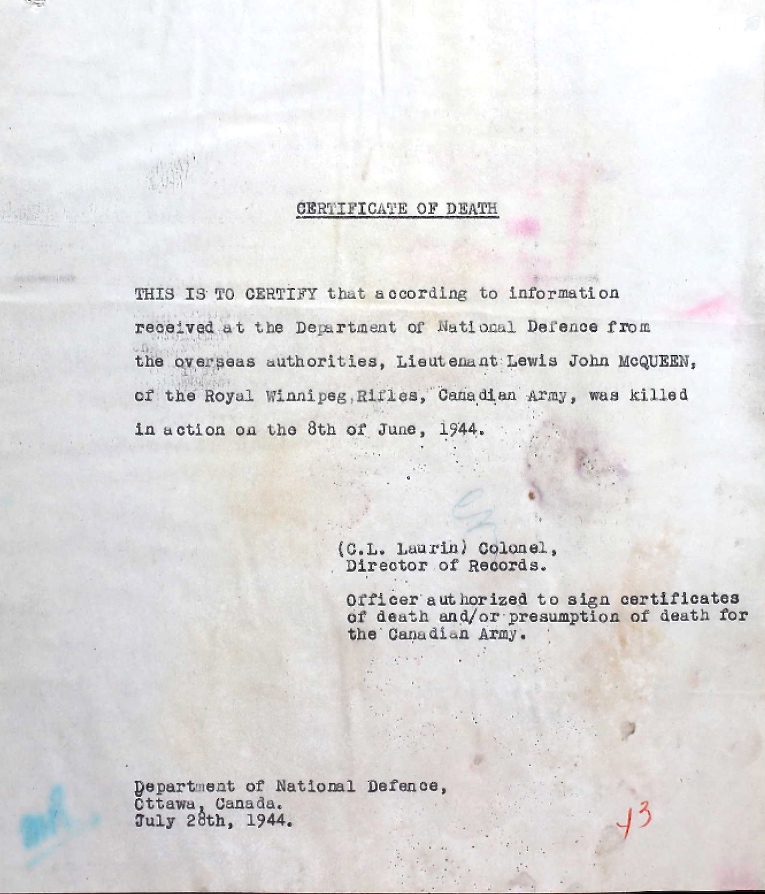 CERTIFICATE OF DEATH
THIS IS TO CERTIFY that according to information
received at the Department of National Defence from
the overseas authorities, Lieutenant Lewis John McQUEEN,
of the Royal Winnipeg Rifles, Canadian Army, was killed
in action on the 8th of June, 1944.
(C.L. Laurin) Colonel,
Director of Records.
Officer authorized to sign certificates
of death and/or presumption of death for
the Canadian Army.
Department of National Defence,
Ottawa, Canada.
July 28th, 1944.